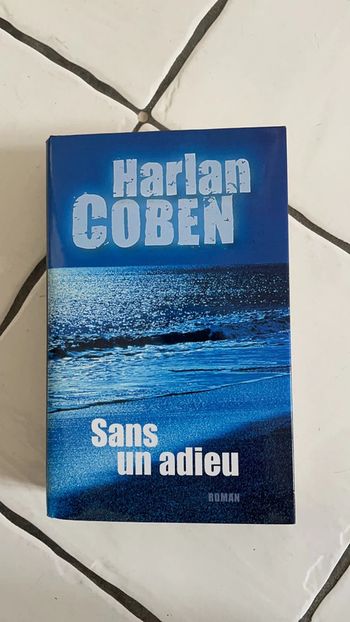 Harlan
COBEN
Sans
un adieu
ROMAN